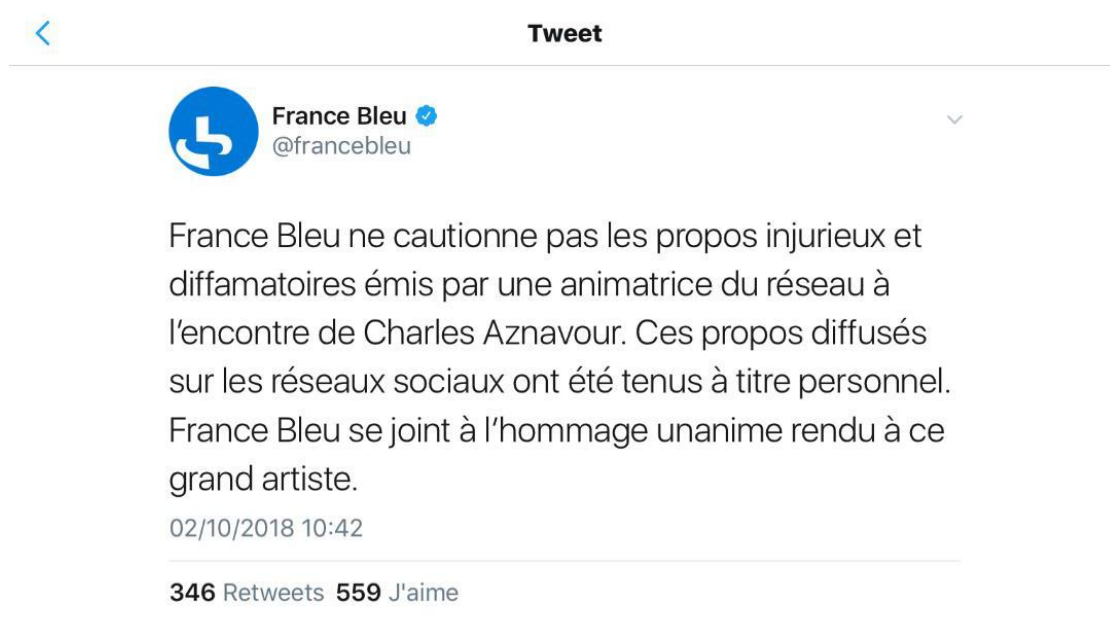 Tweet
France Bleu
@francebleu
France Bleu ne cautionne pas les propos injurieux et
diffamatoires émis par une animatrice du réseau à
l’encontre de Charles Aznavour. Ces propos diffusés
sur les réseaux sociaux ont été tenus à titre personnel.
France Bleu se joint à l’hommage unanime rendu à ce
grand artiste.
02/10/2018 10:42
346 Retweets 559 J'aime